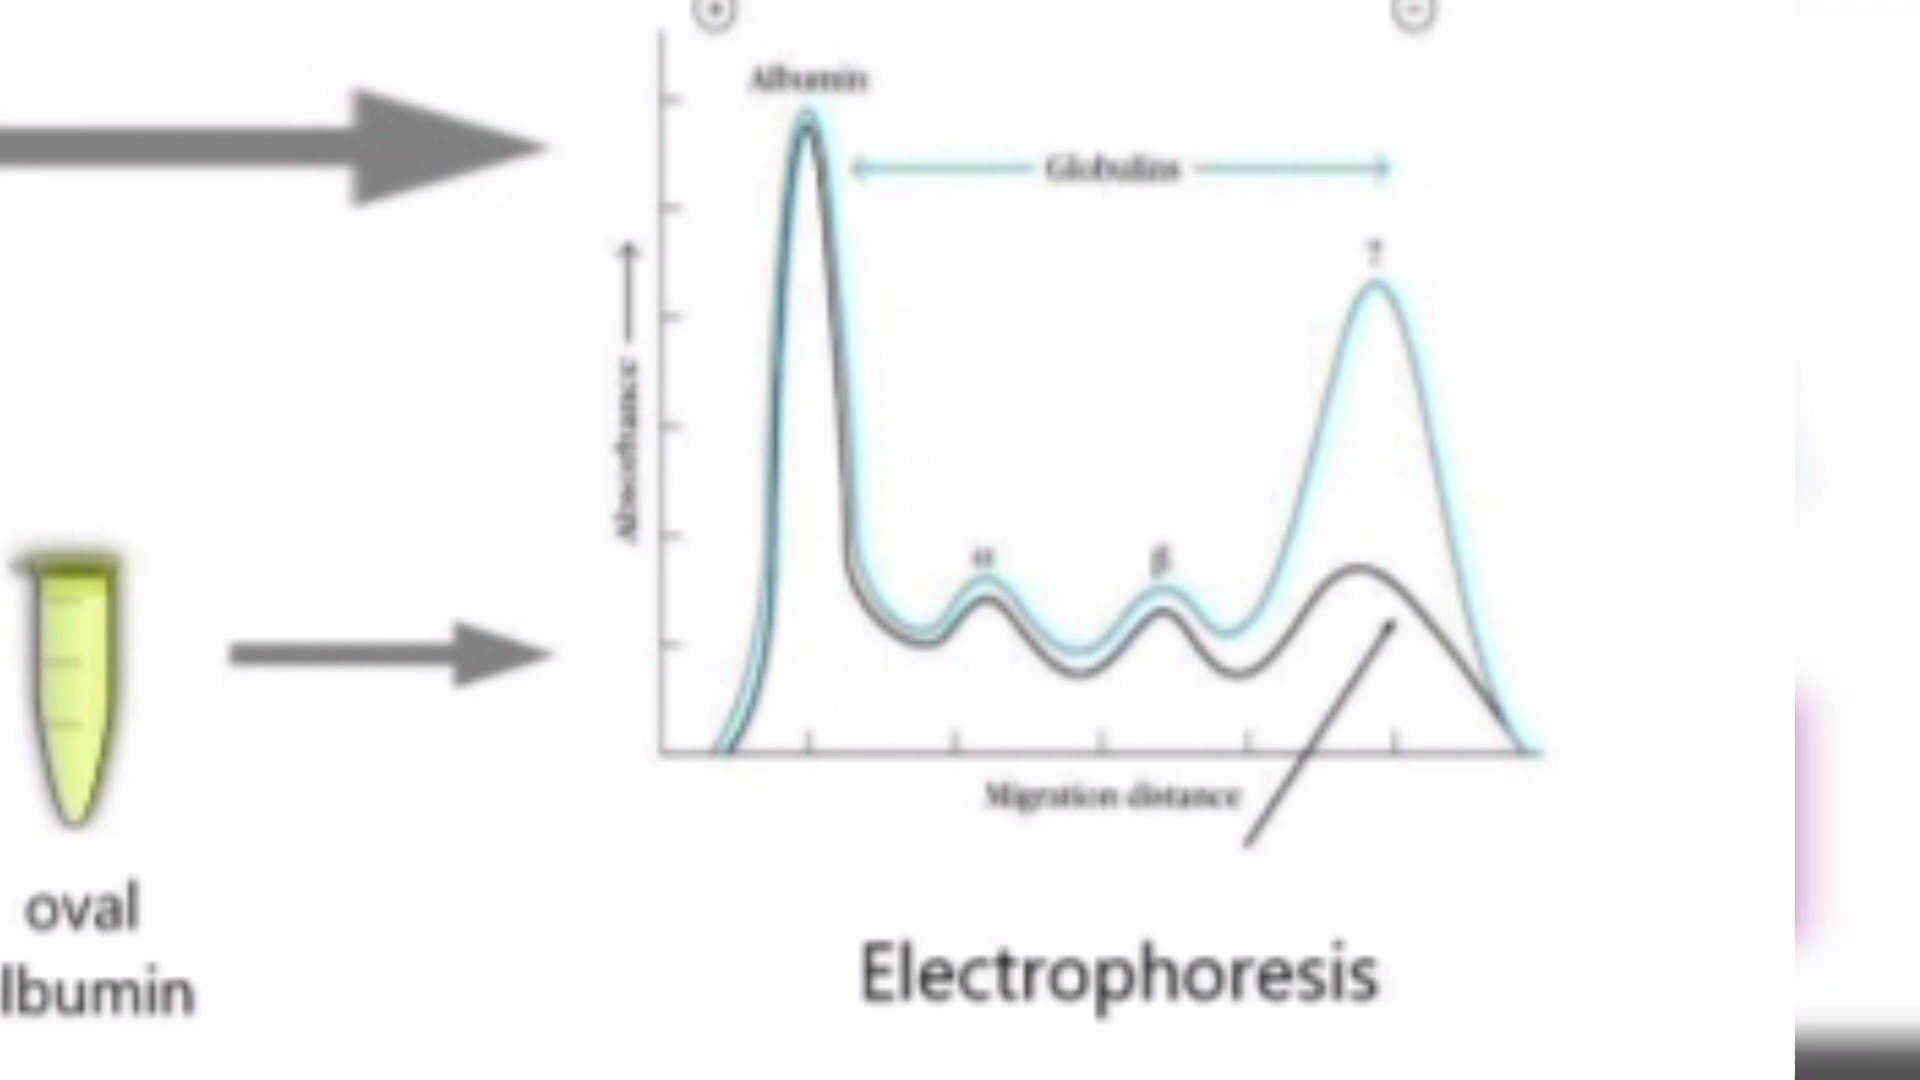 +
−
Albumin
Globulins
γ
Absorbance
α
β
Migration distance
oval
lbumin
Electrophoresis